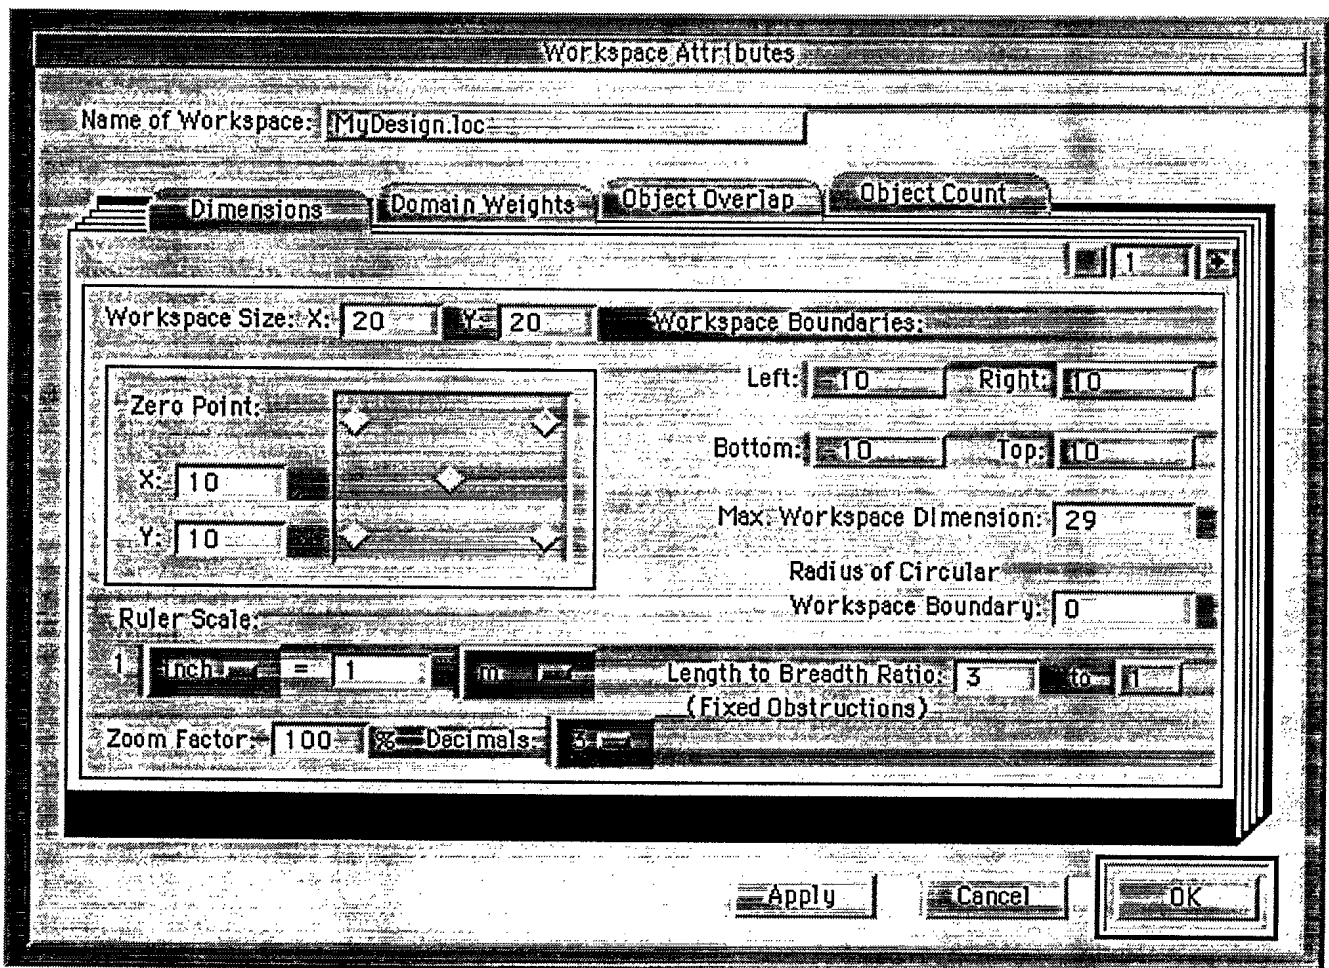 Workspace Attributes
Name of Workspace: MyDesign.loc
Dimensions Domain Weights Object Overlap Object Count
1
Workspace Size: X: 20 Y: 20 Workspace Boundaries:
Left: -10 Right: 10
Zero Point:
Bottom: -10 Top: 10
X: 10
Max. Workspace Dimension: 29
Y: 10
Radius of Circular
Workspace Boundary: 0
Ruler Scale:
1 inch = 1 m Length to Breadth Ratio: 3 to 1
(Fixed Obstructions)
Zoom Factor: 100 % Decimals: 3
Apply Cancel OK